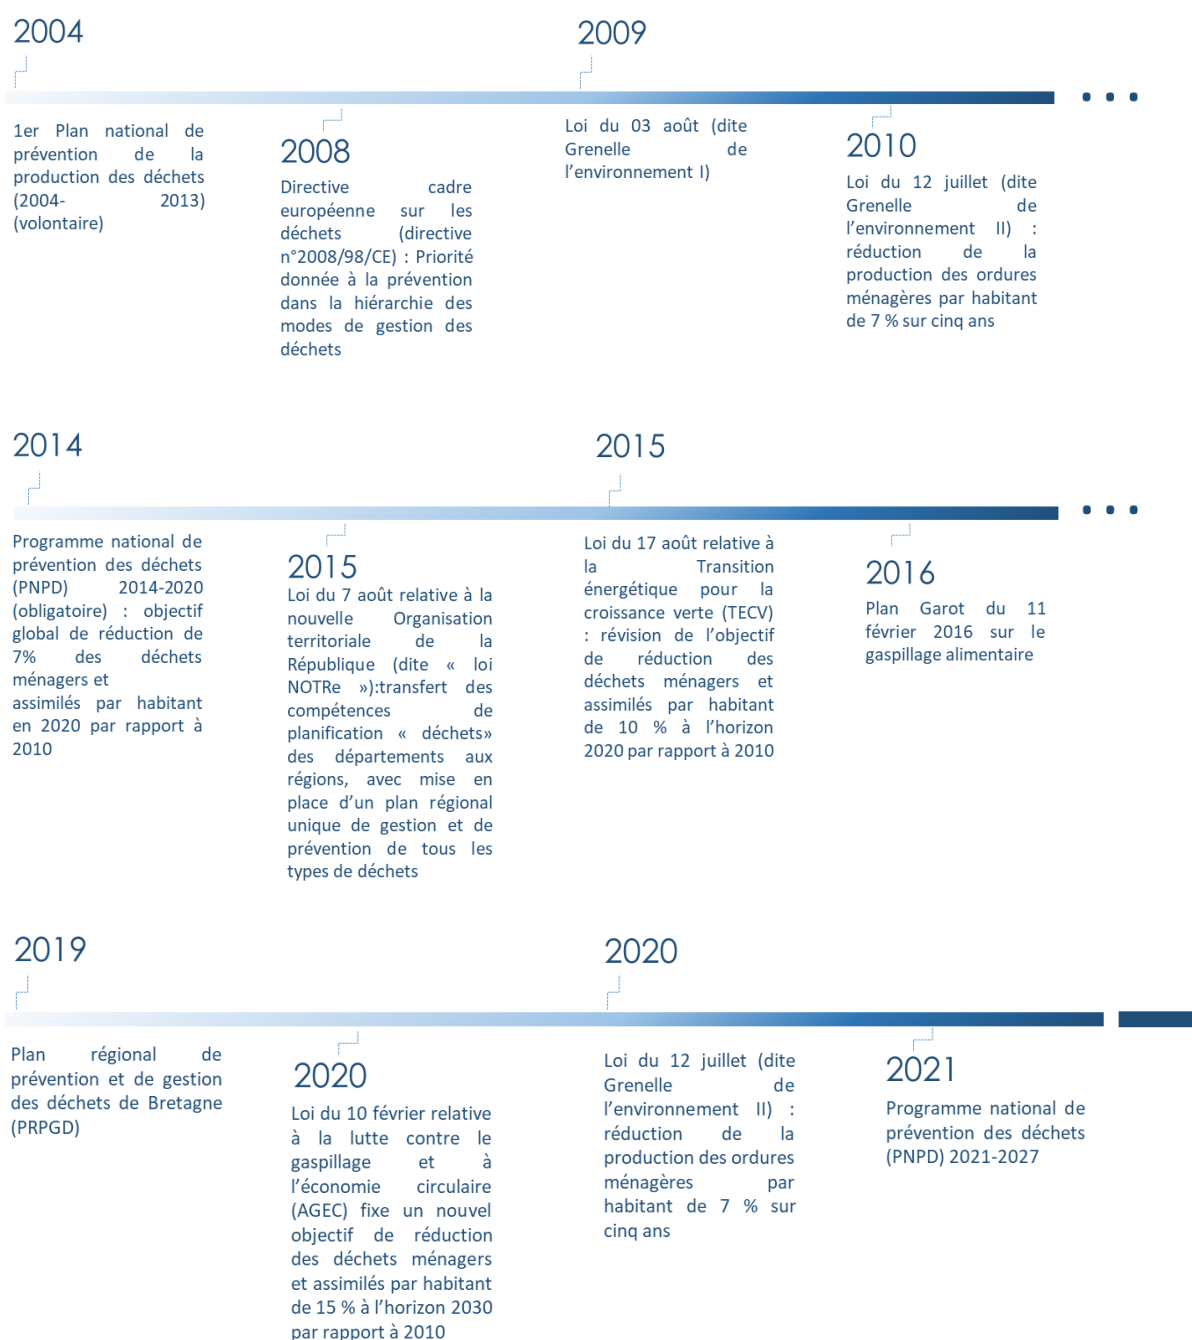 2004
1er Plan national de
prévention de la
production des déchets
(2004- 2013)
(volontaire)
2008
Directive cadre
européenne sur les
déchets (directive
n°2008/98/CE) : Priorité
donnée à la prévention
dans la hiérarchie des
modes de gestion des
déchets
2009
Loi du 03 août (dite
Grenelle de
l’environnement I)
2010
Loi du 12 juillet (dite
Grenelle de
l’environnement II) :
réduction de la
production des ordures
ménagères par habitant
de 7 % sur cinq ans
2014
Programme national de
prévention des déchets
(PNPD) 2014-2020
(obligatoire) : objectif
global de réduction de
7% des déchets
ménagers et
assimilés par habitant
en 2020 par rapport à
2010
2015
Loi du 7 août relative à la
nouvelle Organisation
territoriale de la
République (dite « loi
NOTRe »):transfert des
compétences de
planification « déchets»
des départements aux
régions, avec mise en
place d’un plan régional
unique de gestion et de
prévention de tous les
types de déchets
2015
Loi du 17 août relative à
la Transition
énergétique pour la
croissance verte (TECV)
: révision de l’objectif
de réduction des
déchets ménagers et
assimilés par habitant
de 10 % à l’horizon
2020 par rapport à 2010
2016
Plan Garot du 11
février 2016 sur le
gaspillage alimentaire
2019
Plan régional de
prévention et de gestion
des déchets de Bretagne
(PRPGD)
2020
Loi du 10 février relative
à la lutte contre le
gaspillage et à
l’économie circulaire
(AGEC) fixe un nouvel
objectif de réduction
des déchets ménagers
et assimilés par habitant
de 15 % à l’horizon 2030
par rapport à 2010
2020
Loi du 12 juillet (dite
Grenelle de
l’environnement II) :
réduction de la
production des ordures
ménagères par
habitant de 7 % sur
cinq ans
2021
Programme national de
prévention des déchets
(PNPD) 2021-2027